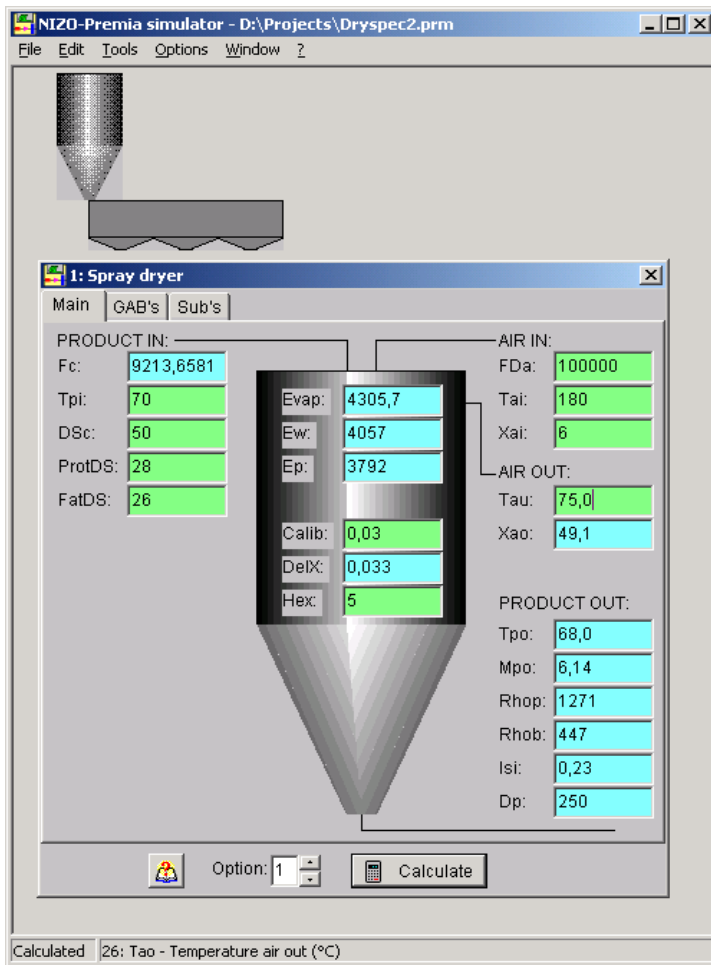 NIZO-Premia simulator - D:\Projects\Dryspec2.prm
File Edit Tools Options Window ?
1: Spray dryer
Main GAB's Sub's
PRODUCT IN:
Fc: 9213,6581
Tpi: 70
DSc: 50
ProtDS: 28
FatDS: 26
Evap: 4305,7
Ew: 4057
Ep: 3792
Calib: 0,03
DelX: 0,033
Hex: 5
AIR IN:
FDa: 100000
Tai: 180
Xai: 6
AIR OUT:
Tau: 75,0
Xao: 49,1
PRODUCT OUT:
Tpo: 68,0
Mpo: 6,14
Rhop: 1271
Rhob: 447
Isi: 0,23
Dp: 250
Option: 1 Calculate
Calculated 26: Tao - Temperature air out (°C)